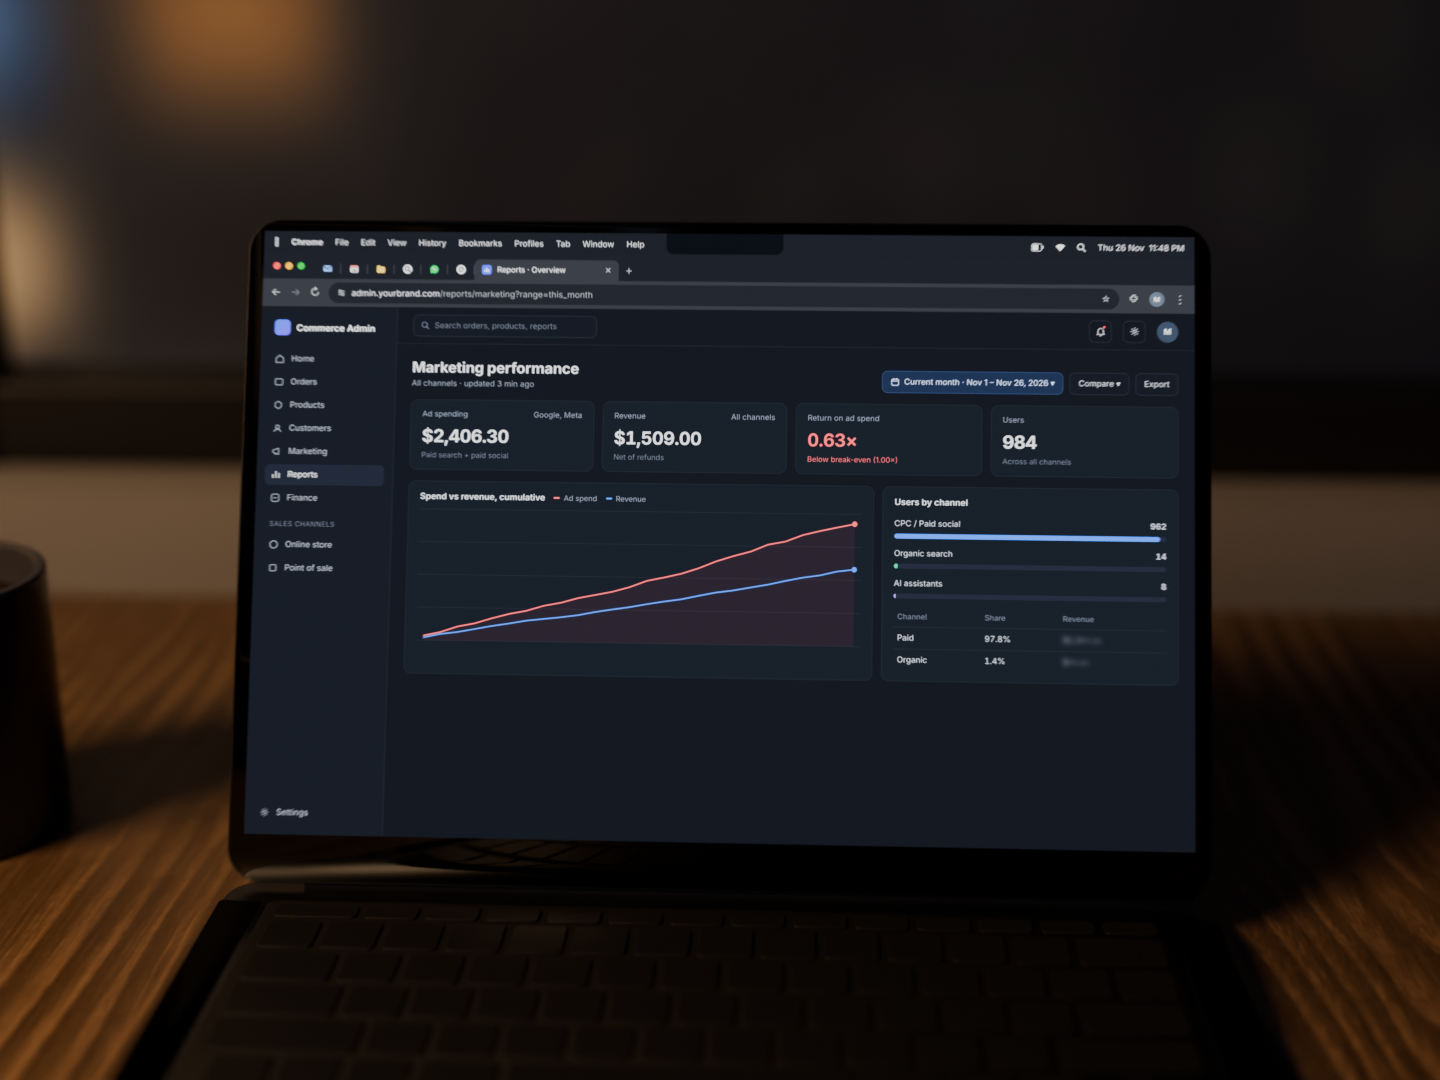 Chrome File Edit View History Bookmarks Profiles Tab Window Help
Thu 26 Nov 11:46 PM
Reports · Overview
admin.yourbrand.com/reports/marketing?range=this_month
M
Commerce Admin
Search orders, products, reports
M
Home
Orders
Products
Customers
Marketing
Reports
Finance
SALES CHANNELS
Online store
Point of sale
Settings
Marketing performance
All channels · updated 3 min ago
Current month · Nov 1 – Nov 26, 2026
Compare
Export
Ad spending
Google, Meta
$2,406.30
Paid search + paid social
Revenue
All channels
$1,509.00
Net of refunds
Return on ad spend
0.63×
Below break-even (1.00×)
Users
984
Across all channels
Spend vs revenue, cumulative
Ad spend
Revenue
Users by channel
CPC / Paid social 962
Organic search 14
AI assistants 8
Channel Share Revenue
Paid 97.8%
Organic 1.4%